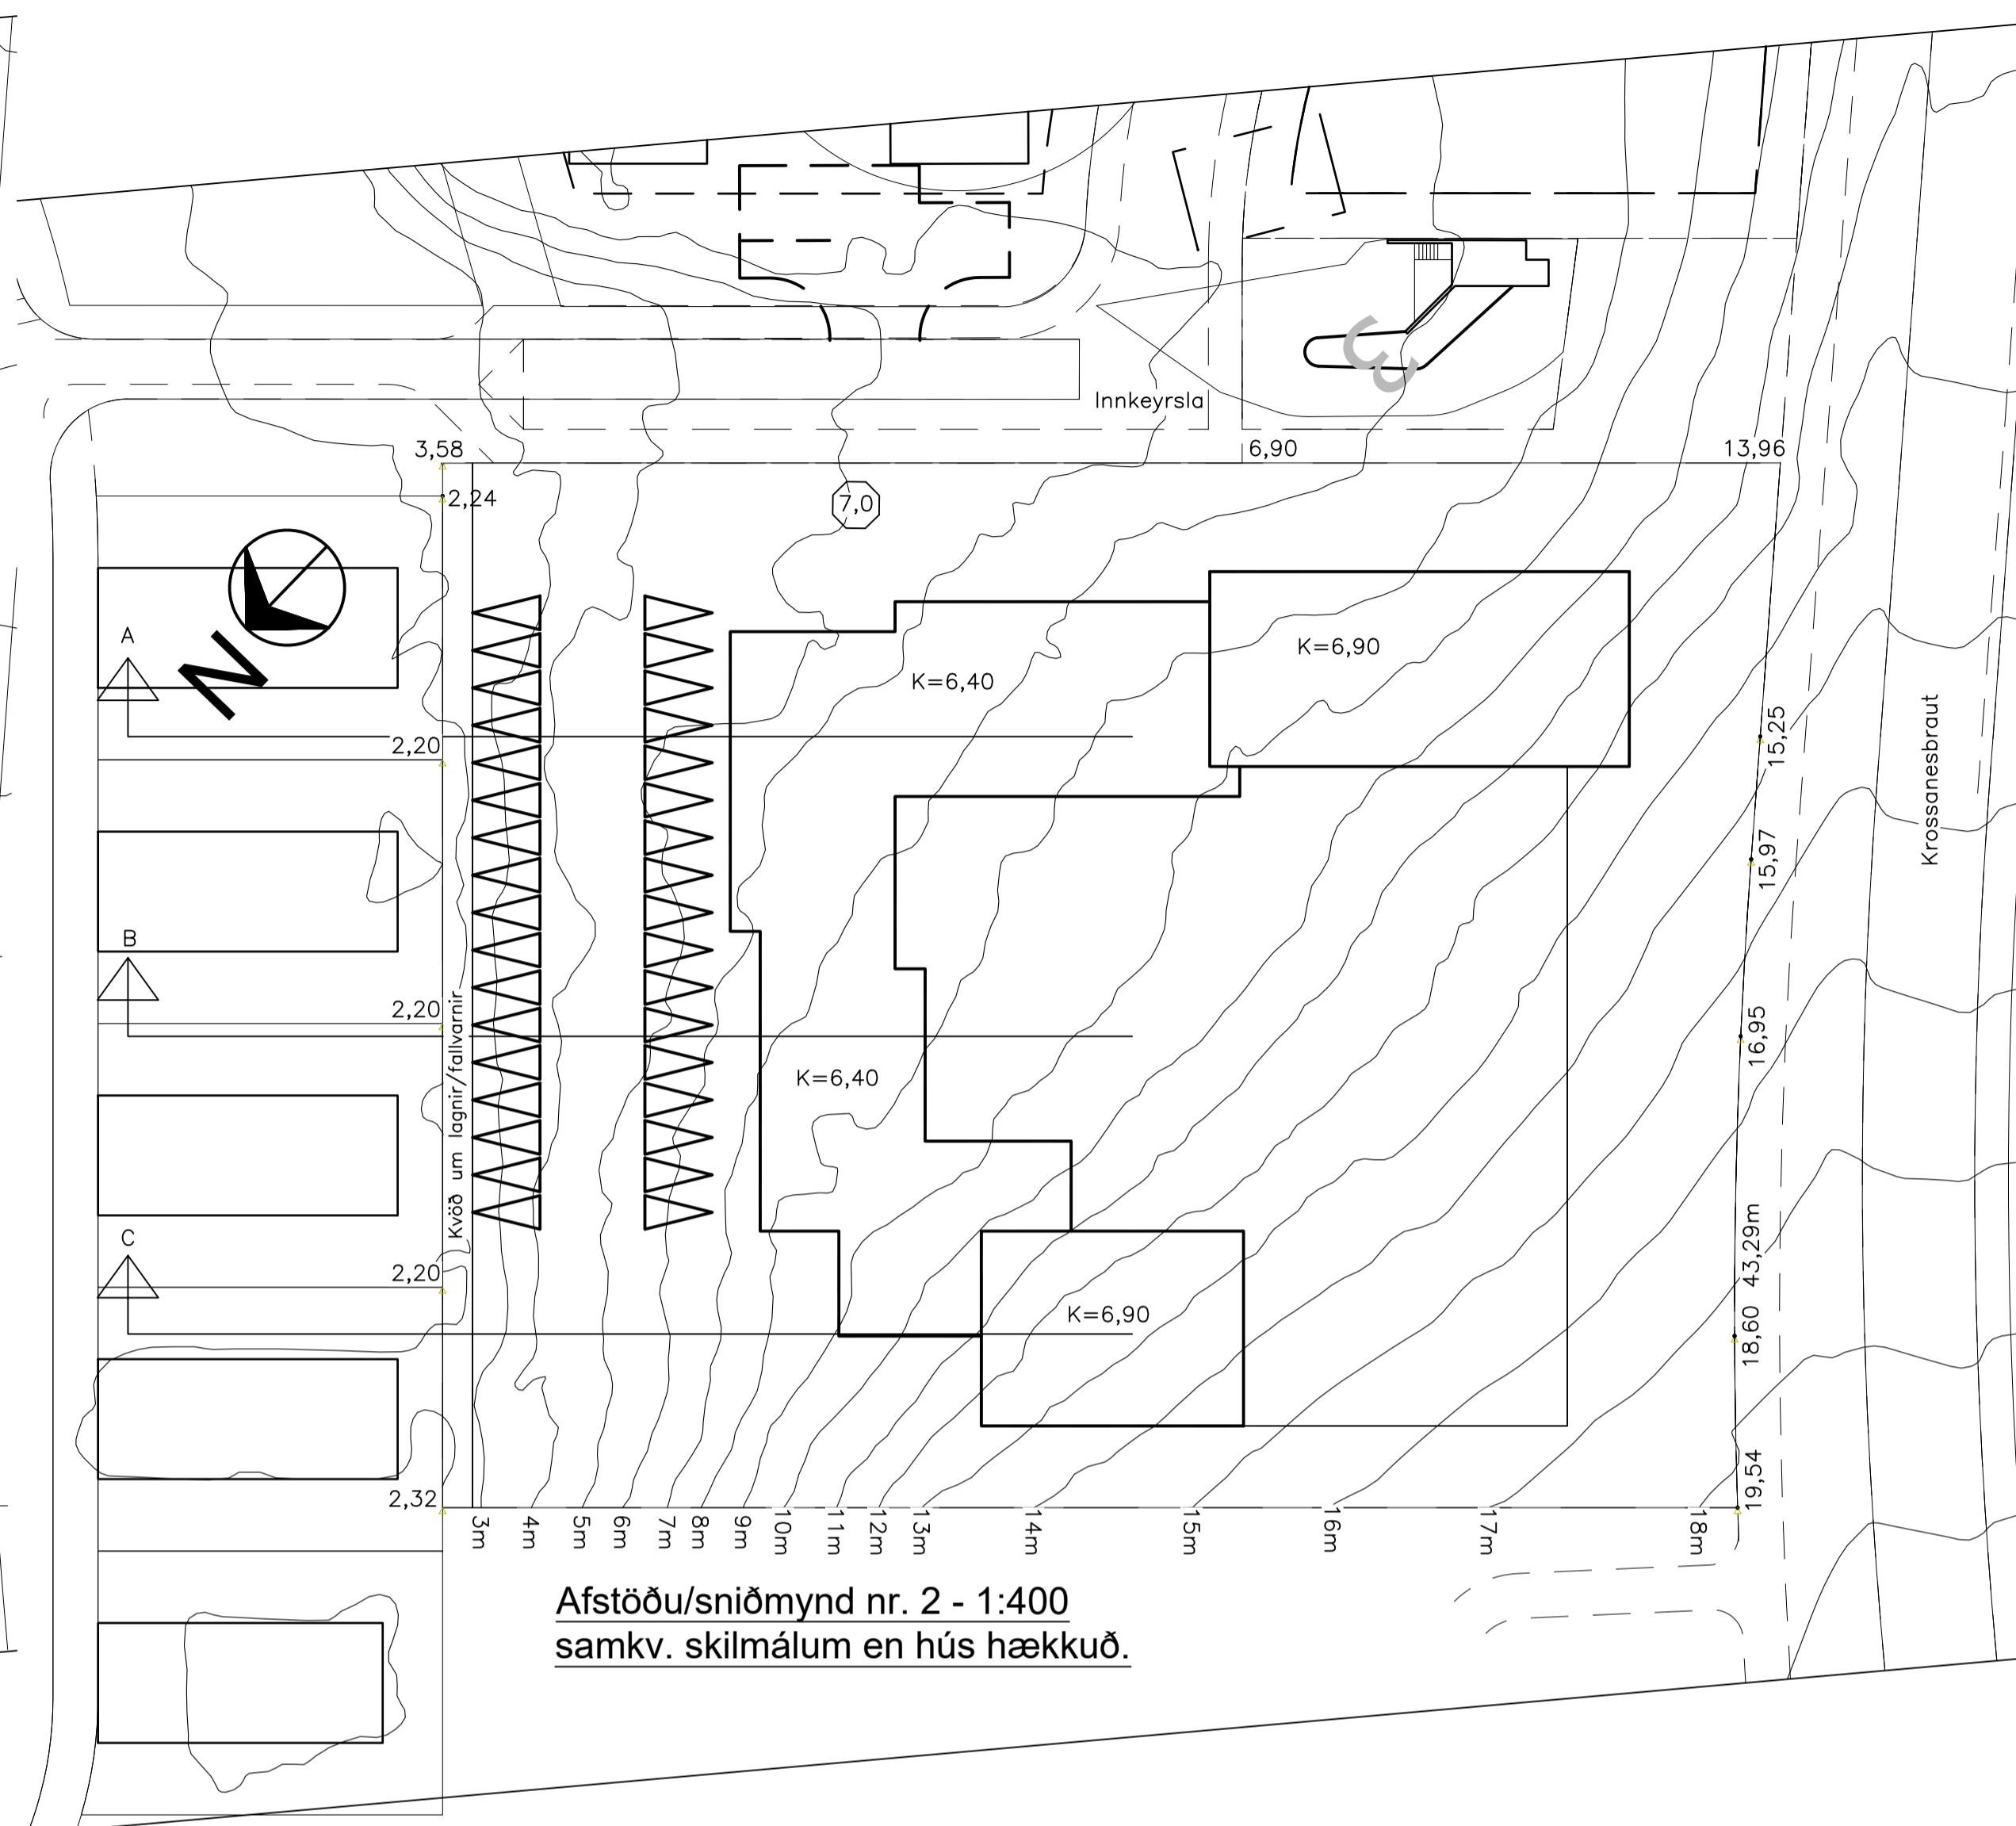 33
Innkeyrsla
3,58
6,90
13,96
2,24
7,0
A
N
K=6,90
K=6,40
2,20
15,25
Krossanesbraut
15,97
B
2,20
16,95
Kvöð um lagnir/fallvarnir
K=6,40
C
2,20
43,29m
K=6,90
18,60
2,32
19,54
3m
4m
5m
6m
7m
8m
9m
10m
11m
12m
13m
14m
15m
16m
17m
18m
Afstöðu/sniðmynd nr. 2 - 1:400
samkv. skilmálum en hús hækkuð.